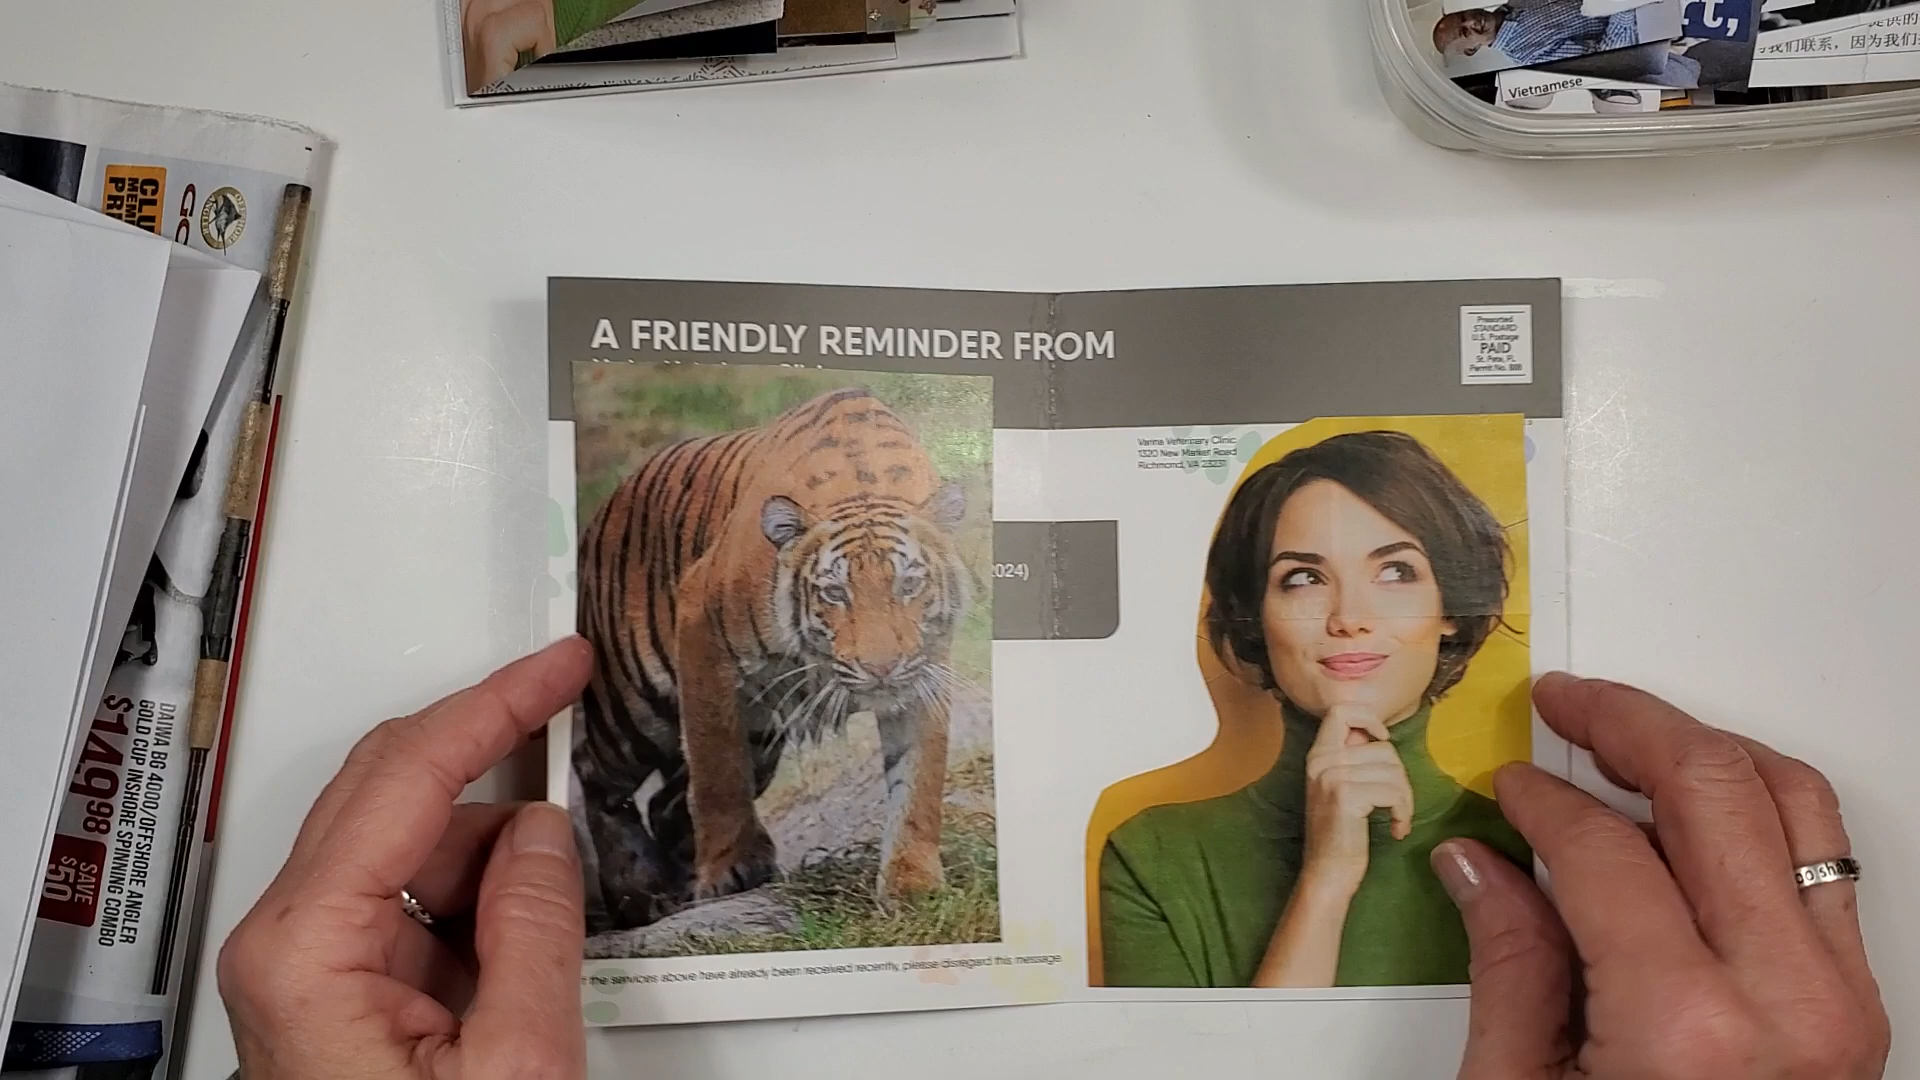 Vietnamese
我们联系，因为我们
CLU
MEM
PR
GO
A FRIENDLY REMINDER FROM
Presorted
STANDARD
U.S. Postage
PAID
St. Pete, FL
Permit No. 888
Varina Veterinary Clinic
1320 New Market Road
Richmond, VA 23231
2024)
the services above have already been received recently, please disregard this message.
DAIWA BG 4000/OFFSHORE ANGLER
GOLD CUP INSHORE SPINNING COMBO
$149.98
SAVE
$50